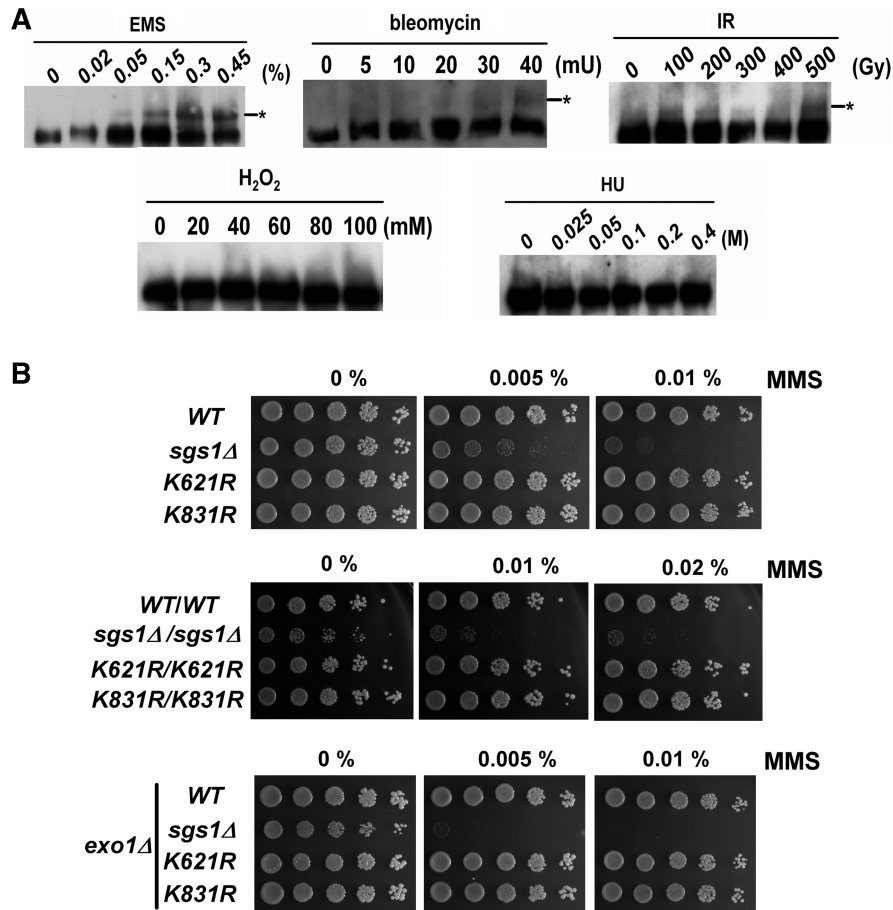 A
EMS
0 0.02 0.05 0.15 0.3 0.45 (%)
*
bleomycin
0 5 10 20 30 40 (mU)
*
IR
0 100 200 300 400 500 (Gy)
*
H2O2
0 20 40 60 80 100 (mM)
HU
0 0.025 0.05 0.1 0.2 0.4 (M)
B
0 % 0.005 % 0.01 % MMS
WT
sgs1Δ
K621R
K831R
0 % 0.01 % 0.02 % MMS
WT/WT
sgs1Δ/sgs1Δ
K621R/K621R
K831R/K831R
0 % 0.005 % 0.01 % MMS
exo1Δ
WT
sgs1Δ
K621R
K831R